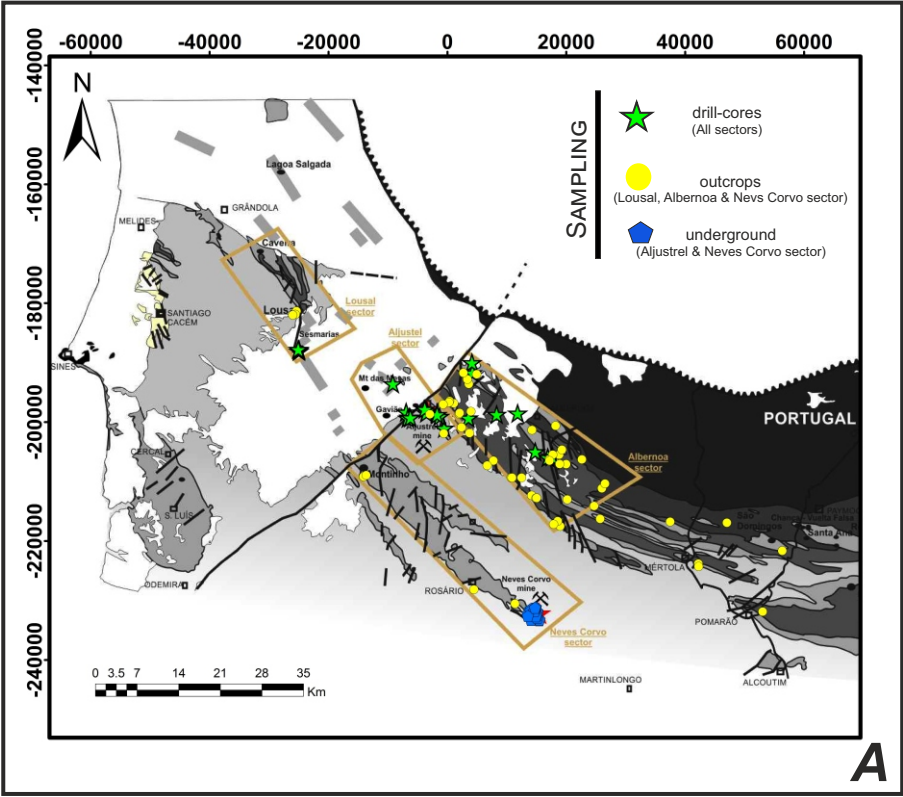 -60000 -40000 -20000 0 20000 40000 60000
-140000
-160000
-180000
-200000
-220000
-240000
N
SAMPLING
drill-cores
(All sectors)
outcrops
(Lousal, Albernoa & Nevs Corvo sector)
underground
(Aljustrel & Neves Corvo sector)
Lagoa Salgada
GRÂNDOLA
MELIDES
Caveira
Lousal
Lousal
sector
SANTIAGO
CACÉM
Sesmarias
SINES
Aljustel
sector
Mt das Mesas
Gavião
Aljustrel
mine
PORTUGAL
Albernoa
sector
CERCAL
Montinho
S. LUÍS
São
Domingos
Santa Ana
ODEMIRA
MÉRTOLA
ROSÁRIO
Neves Corvo
mine
POMARÃO
Neves Corvo
sector
MARTINLONGO
ALCOUTIM
0 3.5 7 14 21 28 35
Km
A